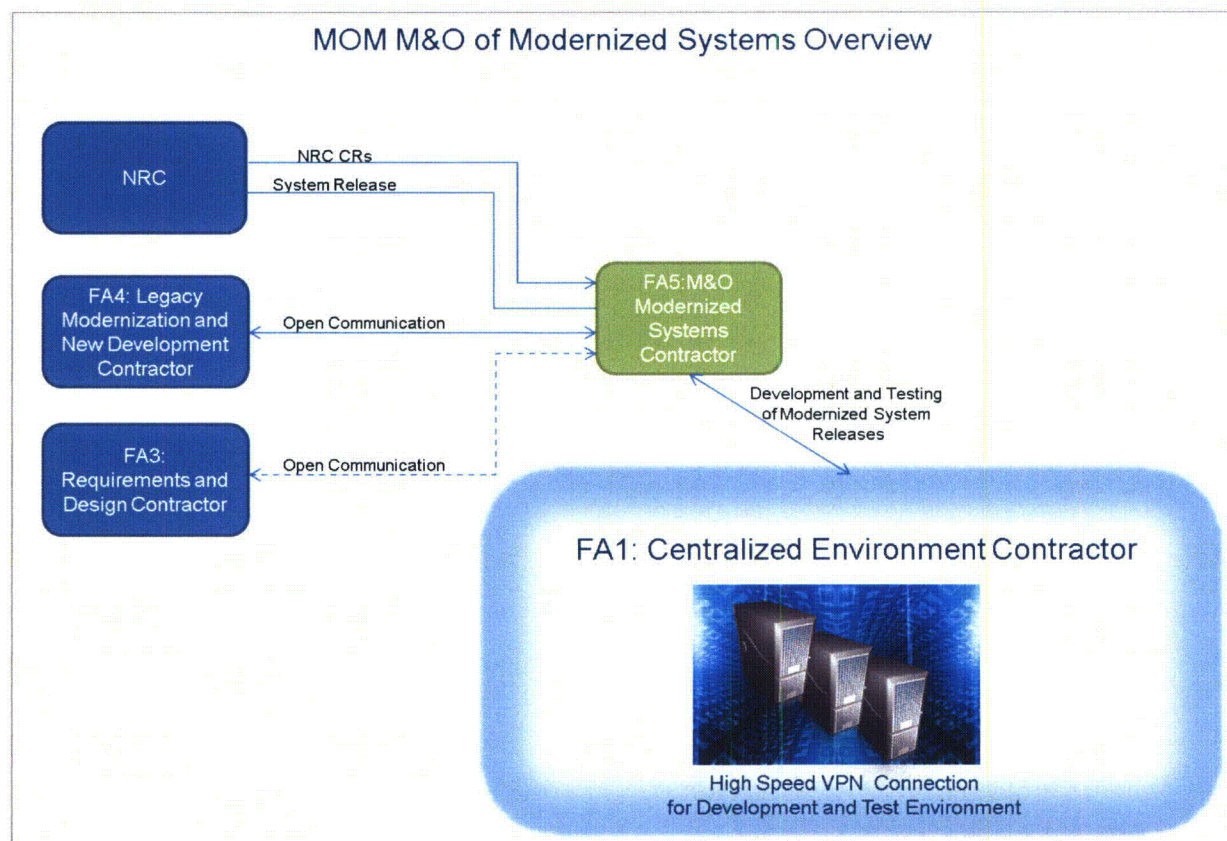 MOM M&O of Modernized Systems Overview
NRC
NRC CRs
System Release
FA4: Legacy
Modernization and
New Development
Contractor
Open Communication
FA5:M&O
Modernized
Systems
Contractor
FA3:
Requirements and
Design Contractor
Open Communication
Development and Testing
of Modernized System
Releases
FA1: Centralized Environment Contractor
High Speed VPN Connection
for Development and Test Environment